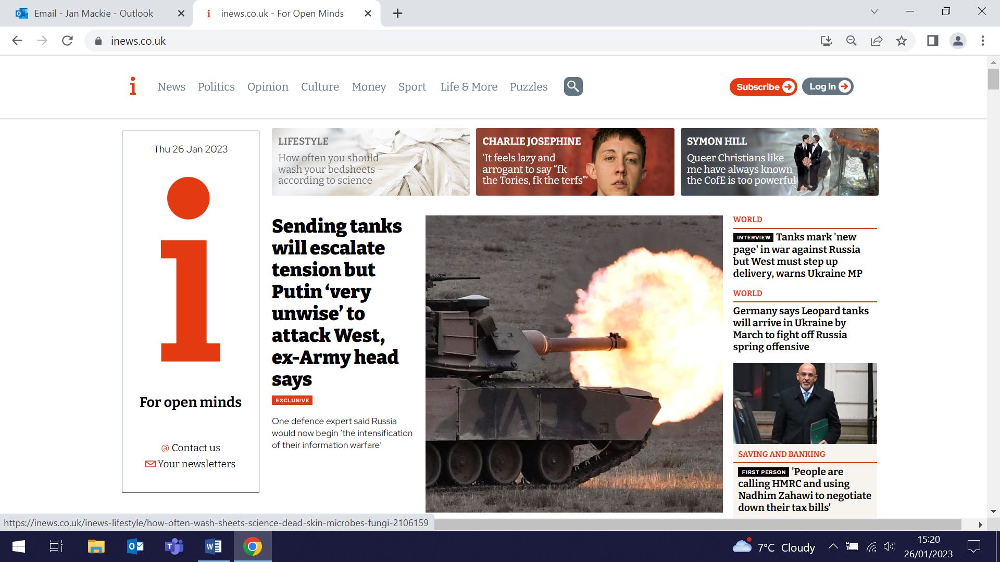 Email - Jan Mackie - Outlook
inews.co.uk - For Open Minds
inews.co.uk
i News Politics Opinion Culture Money Sport Life & More Puzzles
Subscribe Log In
Thu 26 Jan 2023
i
For open minds
@ Contact us
Your newsletters
LIFESTYLE
How often you should
wash your bedsheets –
according to science
CHARLIE JOSEPHINE
‘It feels lazy and
arrogant to say “fk
the Tories, fk the terfs”‘
SYMON HILL
Queer Christians like
me have always known
the CofE is too powerful
Sending tanks
will escalate
tension but
Putin ‘very
unwise’ to
attack West,
ex-Army head
says
EXCLUSIVE
One defence expert said Russia
would now begin ‘the intensification
of their information warfare’
WORLD
INTERVIEW Tanks mark 'new
page' in war against Russia
but West must step up
delivery, warns Ukraine MP
WORLD
Germany says Leopard tanks
will arrive in Ukraine by
March to fight off Russia
spring offensive
SAVING AND BANKING
FIRST PERSON 'People are
calling HMRC and using
Nadhim Zahawi to negotiate
down their tax bills'
https://inews.co.uk/inews-lifestyle/how-often-wash-sheets-science-dead-skin-microbes-fungi-2106159
7°C Cloudy
15:20
26/01/2023